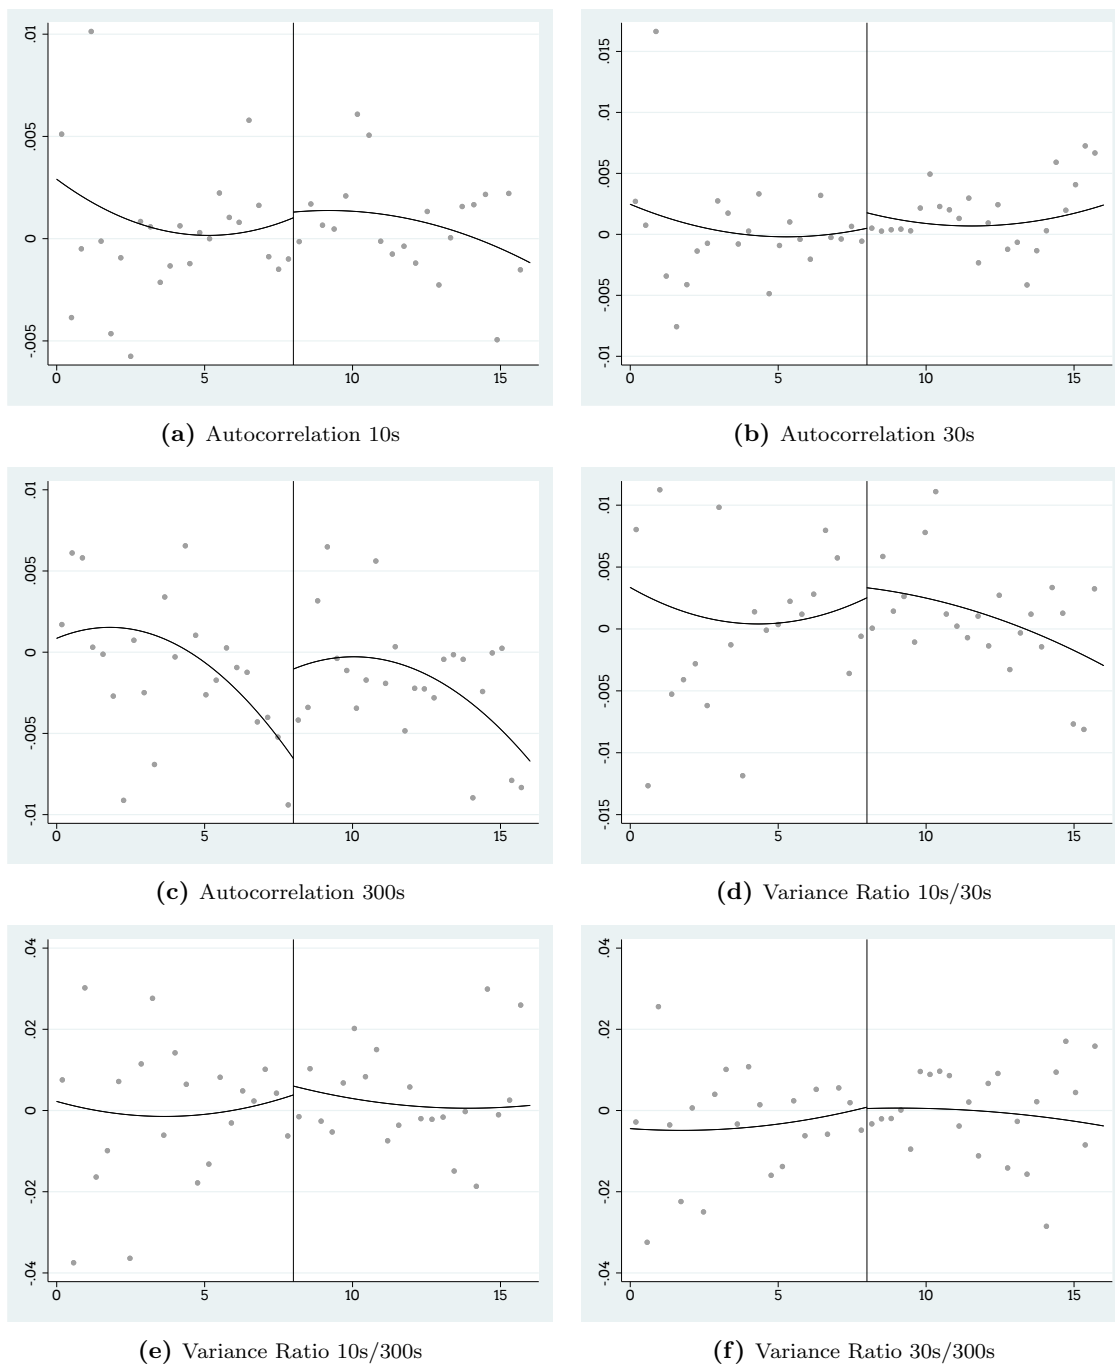 .01
.005
0
-.005
0 5 10 15
(a) Autocorrelation 10s
.015
.01
.005
0
-.005
-.01
0 5 10 15
(b) Autocorrelation 30s
.01
.005
0
-.005
-.01
0 5 10 15
(c) Autocorrelation 300s
.01
.005
0
-.005
-.01
-.015
0 5 10 15
(d) Variance Ratio 10s/30s
.04
.02
0
-.02
-.04
0 5 10 15
(e) Variance Ratio 10s/300s
.04
.02
0
-.02
-.04
0 5 10 15
(f) Variance Ratio 30s/300s